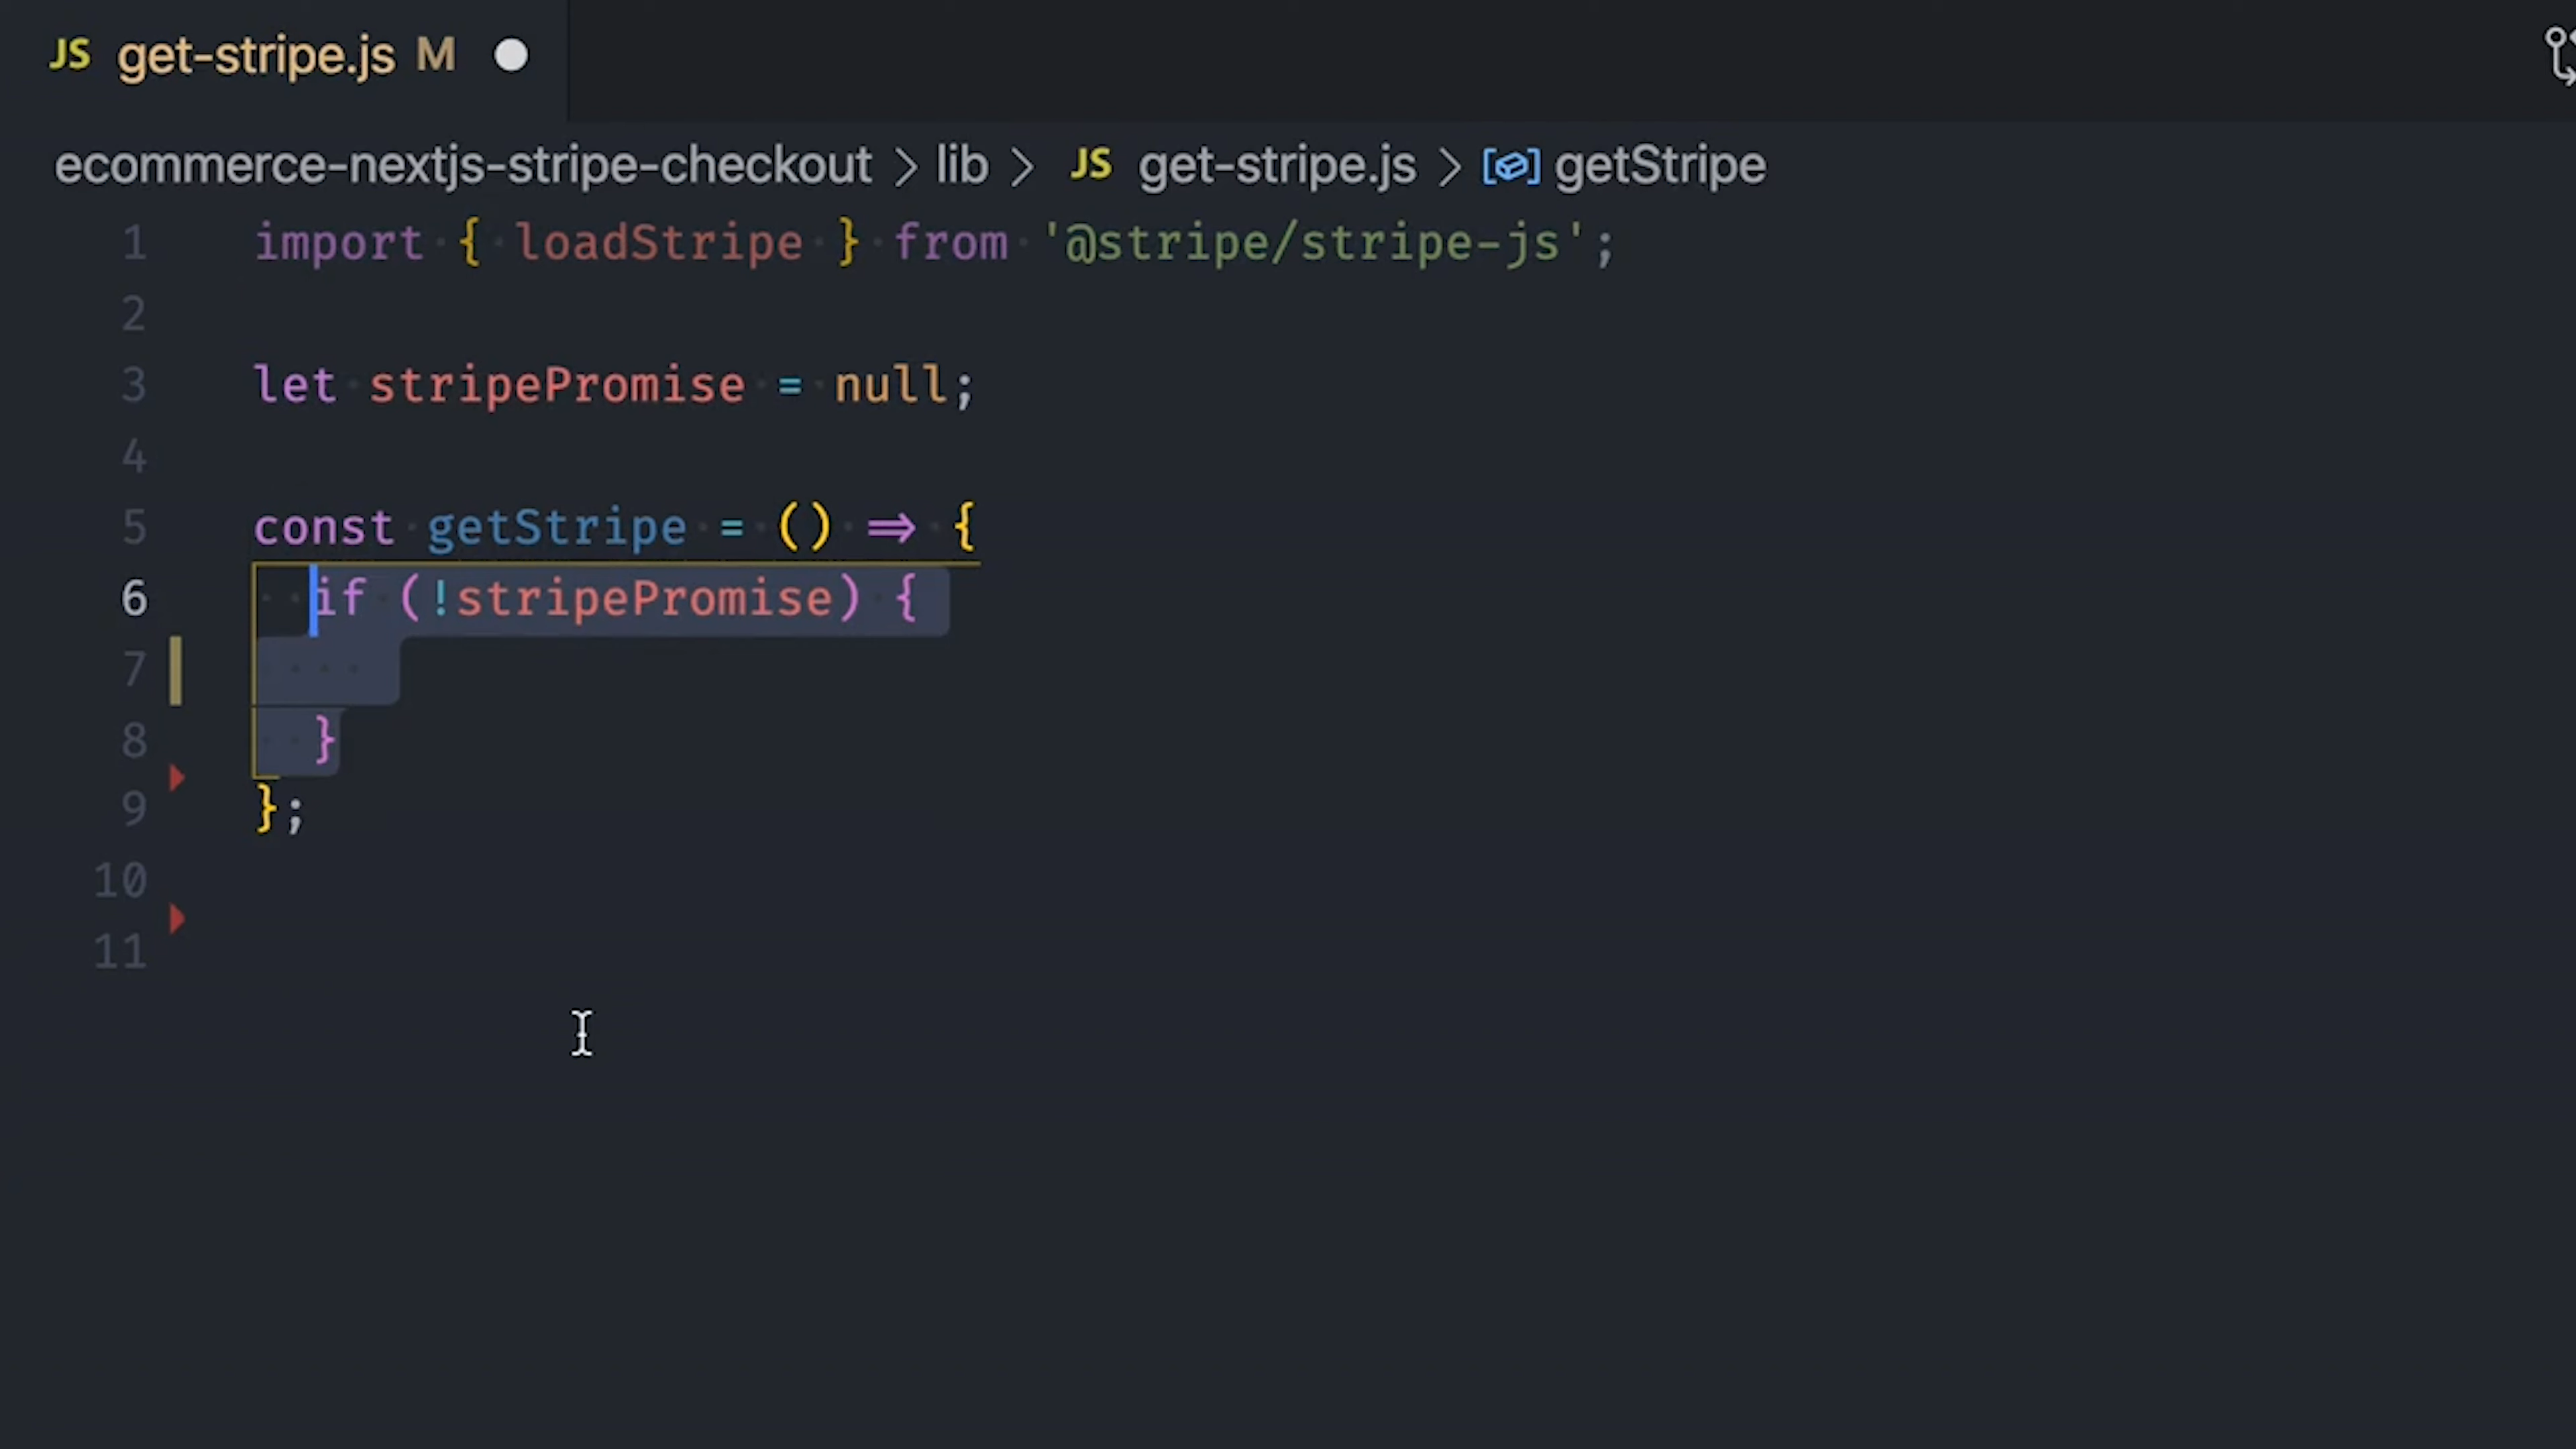 JS get-stripe.js M
ecommerce-nextjs-stripe-checkout > lib > JS get-stripe.js > getStripe
1 import { loadStripe } from '@stripe/stripe-js';
2
3 let stripePromise = null;
4
5 const getStripe = () => {
6 if (!stripePromise) {
7
8 }
9 };
10
11